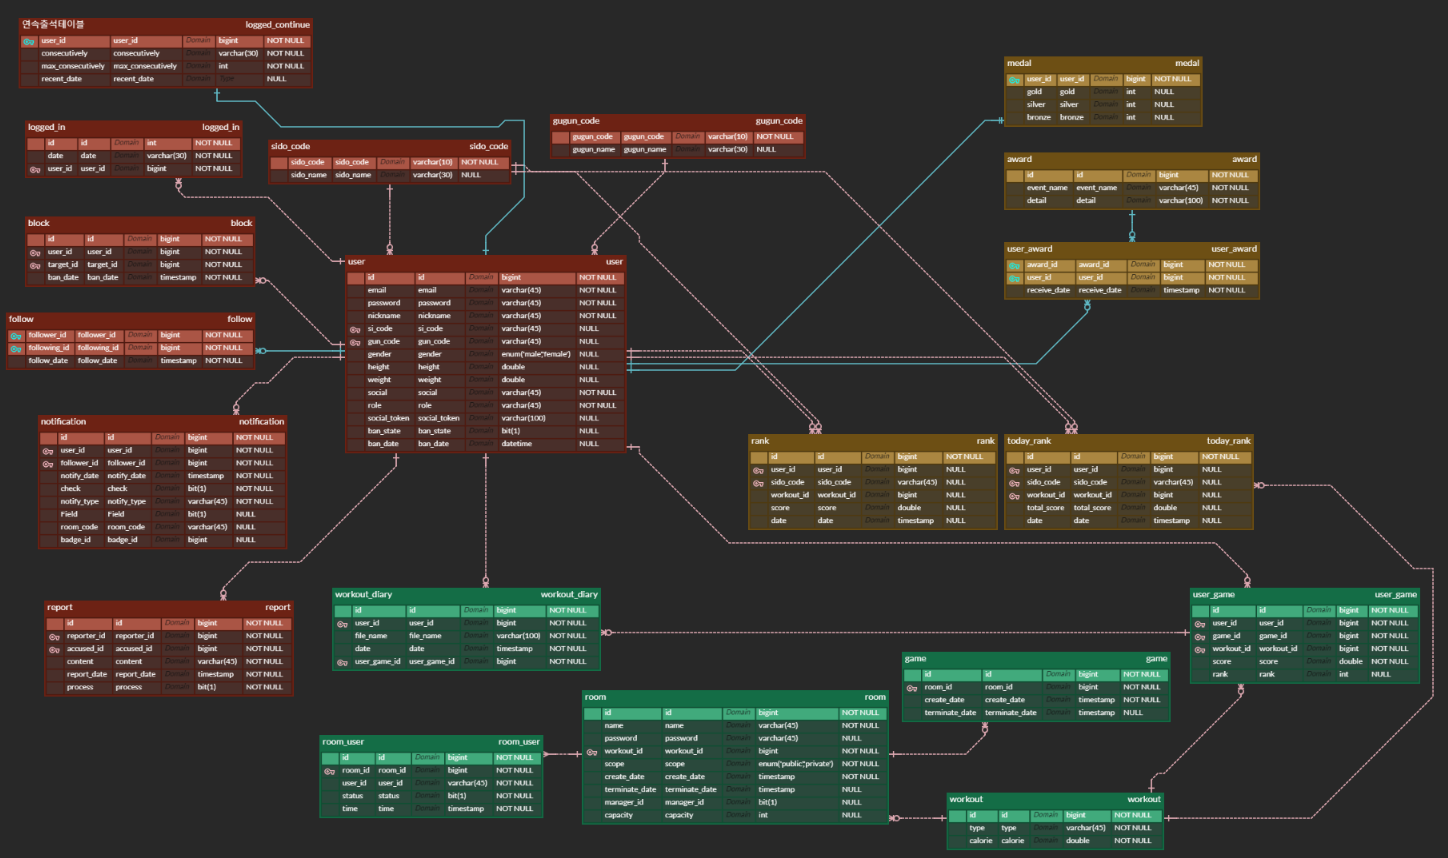 연속출석테이블 logged_continue
user_id user_id Domain bigint NOT NULL
consecutively consecutively Domain varchar(30) NOT NULL
max_consecutively max_consecutively Domain int NOT NULL
recent_date recent_date Domain Type NULL
logged_in logged_in
id id Domain int NOT NULL
date date Domain varchar(30) NOT NULL
user_id user_id Domain bigint NOT NULL
sido_code sido_code
sido_code sido_code Domain varchar(10) NOT NULL
sido_name sido_name Domain varchar(30) NULL
gugun_code gugun_code
gugun_code gugun_code Domain varchar(10) NOT NULL
gugun_name gugun_name Domain varchar(30) NULL
medal medal
user_id user_id Domain bigint NOT NULL
gold gold Domain int NULL
silver silver Domain int NULL
bronze bronze Domain int NULL
award award
id id Domain bigint NOT NULL
event_name event_name Domain varchar(45) NOT NULL
detail detail Domain varchar(100) NOT NULL
user_award user_award
award_id award_id Domain bigint NOT NULL
user_id user_id Domain bigint NOT NULL
receive_date receive_date Domain timestamp NOT NULL
block block
id id Domain bigint NOT NULL
user_id user_id Domain bigint NOT NULL
target_id target_id Domain bigint NOT NULL
ban_date ban_date Domain timestamp NOT NULL
follow follow
follower_id follower_id Domain bigint NOT NULL
following_id following_id Domain bigint NOT NULL
follow_date follow_date Domain timestamp NOT NULL
user user
id id Domain bigint NOT NULL
email email Domain varchar(45) NOT NULL
password password Domain varchar(45) NOT NULL
nickname nickname Domain varchar(45) NOT NULL
si_code si_code Domain varchar(45) NULL
gun_code gun_code Domain varchar(45) NULL
gender gender Domain enum('male','female') NULL
height height Domain double NULL
weight weight Domain double NULL
social social Domain varchar(45) NOT NULL
role role Domain varchar(45) NOT NULL
social_token social_token Domain varchar(100) NULL
ban_state ban_state Domain bit(1) NULL
ban_date ban_date Domain datetime NULL
notification notification
id id Domain bigint NOT NULL
user_id user_id Domain bigint NOT NULL
follower_id follower_id Domain bigint NOT NULL
notify_date notify_date Domain timestamp NOT NULL
check check Domain bit(1) NOT NULL
notify_type notify_type Domain varchar(45) NOT NULL
Field Field Domain bit(1) NULL
room_code room_code Domain varchar(45) NULL
badge_id badge_id Domain bigint NULL
rank rank
id id Domain bigint NOT NULL
user_id user_id Domain bigint NULL
sido_code sido_code Domain varchar(45) NULL
workout_id workout_id Domain bigint NULL
score score Domain double NULL
date date Domain timestamp NULL
today_rank today_rank
id id Domain bigint NOT NULL
user_id user_id Domain bigint NULL
sido_code sido_code Domain varchar(45) NULL
workout_id workout_id Domain bigint NULL
total_score total_score Domain double NULL
date date Domain timestamp NULL
report report
id id Domain bigint NOT NULL
reporter_id reporter_id Domain bigint NOT NULL
accused_id accused_id Domain bigint NOT NULL
content content Domain varchar(45) NOT NULL
report_date report_date Domain timestamp NOT NULL
process process Domain bit(1) NOT NULL
workout_diary workout_diary
id id Domain bigint NOT NULL
user_id user_id Domain bigint NOT NULL
file_name file_name Domain varchar(100) NOT NULL
date date Domain timestamp NOT NULL
user_game_id user_game_id Domain bigint NOT NULL
user_game user_game
id id Domain bigint NOT NULL
user_id user_id Domain bigint NOT NULL
game_id game_id Domain bigint NOT NULL
workout_id workout_id Domain bigint NOT NULL
score score Domain double NOT NULL
rank rank Domain int NULL
game game
id id Domain bigint NOT NULL
room_id room_id Domain bigint NOT NULL
create_date create_date Domain timestamp NOT NULL
terminate_date terminate_date Domain timestamp NULL
room room
id id Domain bigint NOT NULL
name name Domain varchar(45) NOT NULL
password password Domain varchar(45) NULL
workout_id workout_id Domain bigint NOT NULL
scope scope Domain enum('public','private') NOT NULL
create_date create_date Domain timestamp NOT NULL
terminate_date terminate_date Domain timestamp NULL
manager_id manager_id Domain bit(1) NULL
capacity capacity Domain int NULL
room_user room_user
id id Domain bigint NOT NULL
room_id room_id Domain bigint NOT NULL
user_id user_id Domain varchar(45) NOT NULL
status status Domain bit(1) NOT NULL
time time Domain timestamp NOT NULL
workout workout
id id Domain bigint NOT NULL
type type Domain varchar(45) NOT NULL
calorie calorie Domain double NOT NULL